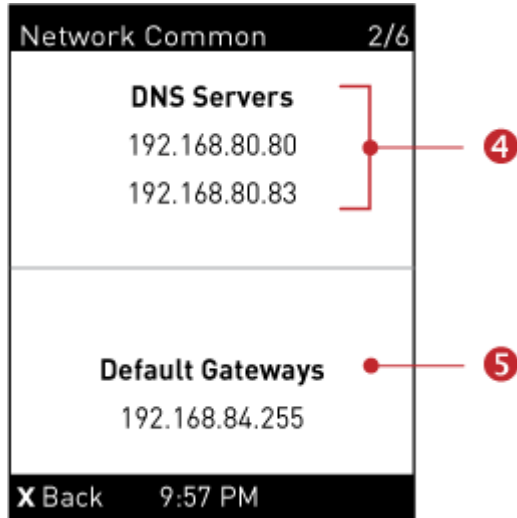 Network Common 2/6
DNS Servers
192.168.80.80
192.168.80.83
4
Default Gateways
5
192.168.84.255
X Back 9:57 PM